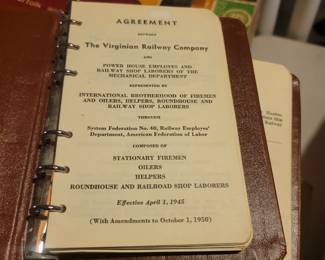 AGREEMENT
BETWEEN
The Virginian Railway Company
AND
POWER HOUSE EMPLOYES AND
RAILWAY SHOP LABORERS OF THE
MECHANICAL DEPARTMENT
REPRESENTED BY
INTERNATIONAL BROTHERHOOD OF FIREMEN
AND OILERS, HELPERS, ROUNDHOUSE AND
RAILWAY SHOP LABORERS
THROUGH
System Federation No. 40, Railway Employes'
Department, American Federation of Labor
COMPOSED OF
STATIONARY FIREMEN
OILERS
HELPERS
ROUNDHOUSE AND RAILROAD SHOP LABORERS
Effective April 1, 1945
(With Amendments to October 1, 1950)